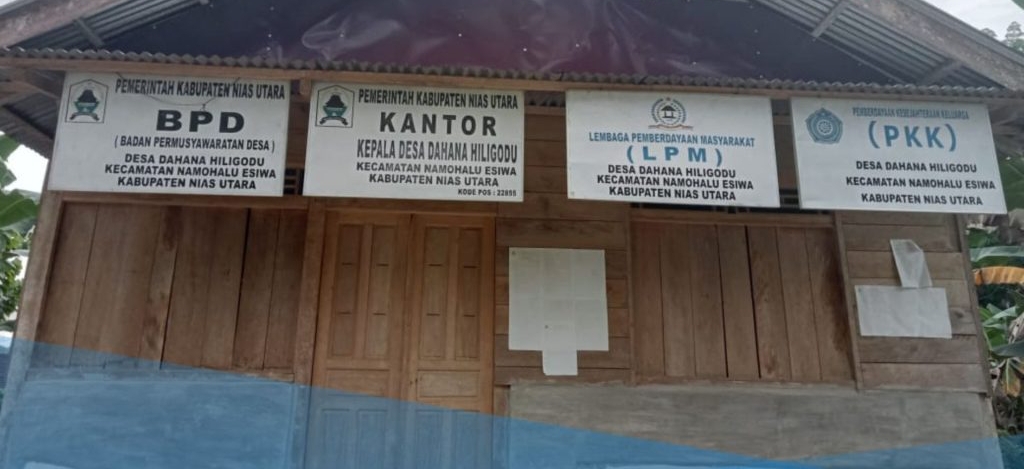 PEMERINTAH KABUPATEN NIAS UTARA
BPD
( BADAN PERMUSYAWARATAN DESA )
DESA DAHANA HILIGODU
KECAMATAN NAMOHALU ESIWA
KABUPATEN NIAS UTARA
PEMERINTAH KABUPATEN NIAS UTARA
KANTOR
KEPALA DESA DAHANA HILIGODU
KECAMATAN NAMOHALU ESIWA
KABUPATEN NIAS UTARA
KODE POS : 22855
LEMBAGA PEMBERDAYAAN MASYARAKAT
( LPM )
DESA DAHANA HILIGODU
KECAMATAN NAMOHALU ESIWA
KABUPATEN NIAS UTARA
PEMBERDAYAAN KESEJAHTERAAN KELUARGA
(PKK)
DESA DAHANA HILIGODU
KECAMATAN NAMOHALU ESIWA
KABUPATEN NIAS UTARA